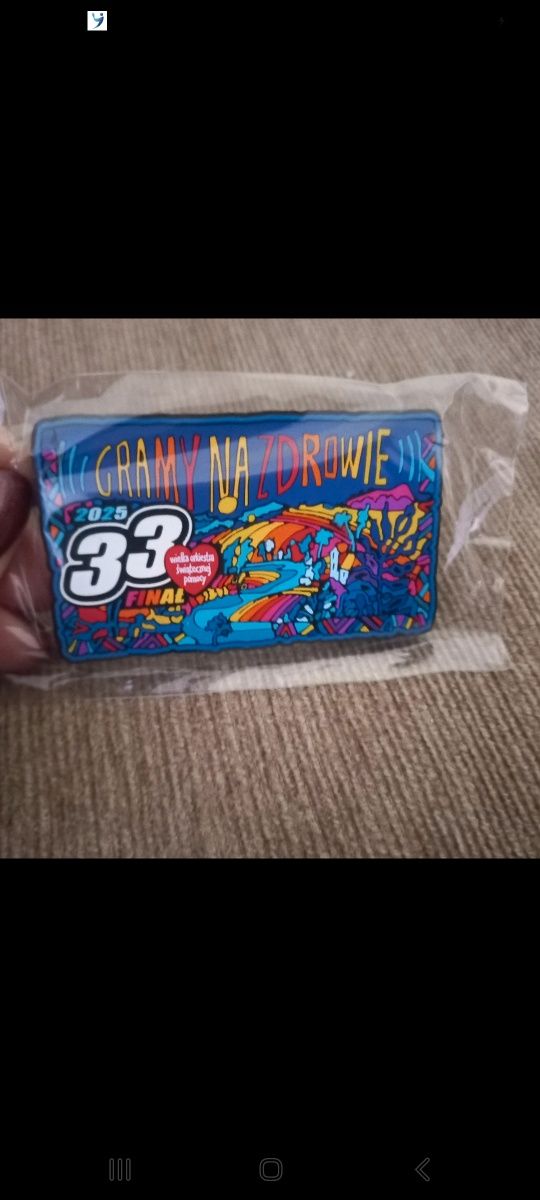 GRAMY NA ZDROWIE
2025
33
FINAŁ
wielka orkiestra
świątecznej
pomocy